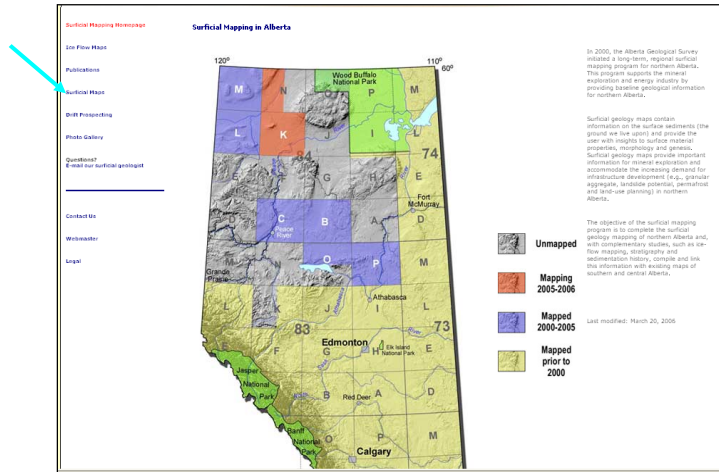 Surficial Mapping Homepage
Surficial Mapping in Alberta
Ice Flow Maps
Publications
Surficial Maps
Drift Prospecting
Photo Gallery
Questions?
E-mail our surficial geologist
Contact Us
Webmaster
Legal
120°
110°
60°
Wood Buffalo
National Park
M
N
P
M
L
K
J
I
L
84
74
E
F
G
H
E
Fort
McMurray
D
C
B
A
D
Peace
River
M
N
O
P
M
Grande
Prairie
Athabasca
L
K
J
I
L
83
73
Edmonton
River
E
F
G
H
E
Elk Island
National Park
Jasper
National
Park
B
A
D
Red Deer
Banff
National
Park
O
P
M
Calgary
Unmapped
Mapping
2005-2006
Mapped
2000-2005
Mapped
prior to
2000
In 2000, the Alberta Geological Survey
initiated a long-term, regional surficial
mapping program for northern Alberta.
This program supports the mineral
exploration and energy industry by
providing baseline geological information
for northern Alberta.
Surficial geology maps contain
information on the surface sediments (the
ground we live upon) and provide the
user with insights to surface material
properties, morphology and genesis.
Surficial geology maps provide important
information for mineral exploration and
accommodate the increasing demand for
infrastructure development (e.g., granular
aggregate, landslide potential, permafrost
and land-use planning) in northern
Alberta.
The objective of the surficial mapping
program is to complete the surficial
geology mapping of northern Alberta and,
with complementary studies, such as ice-
flow mapping, stratigraphy and
sedimentation history, compile and link
this information with existing maps of
southern and central Alberta.
Last modified: March 20, 2006